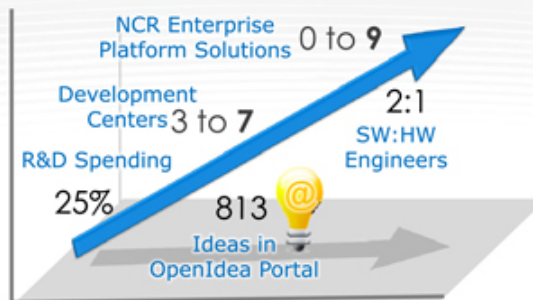 NCR Enterprise
Platform Solutions 0 to 9
Development
Centers 3 to 7
2:1
SW:HW
Engineers
R&D Spending
25%
813 @
Ideas in
OpenIdea Portal